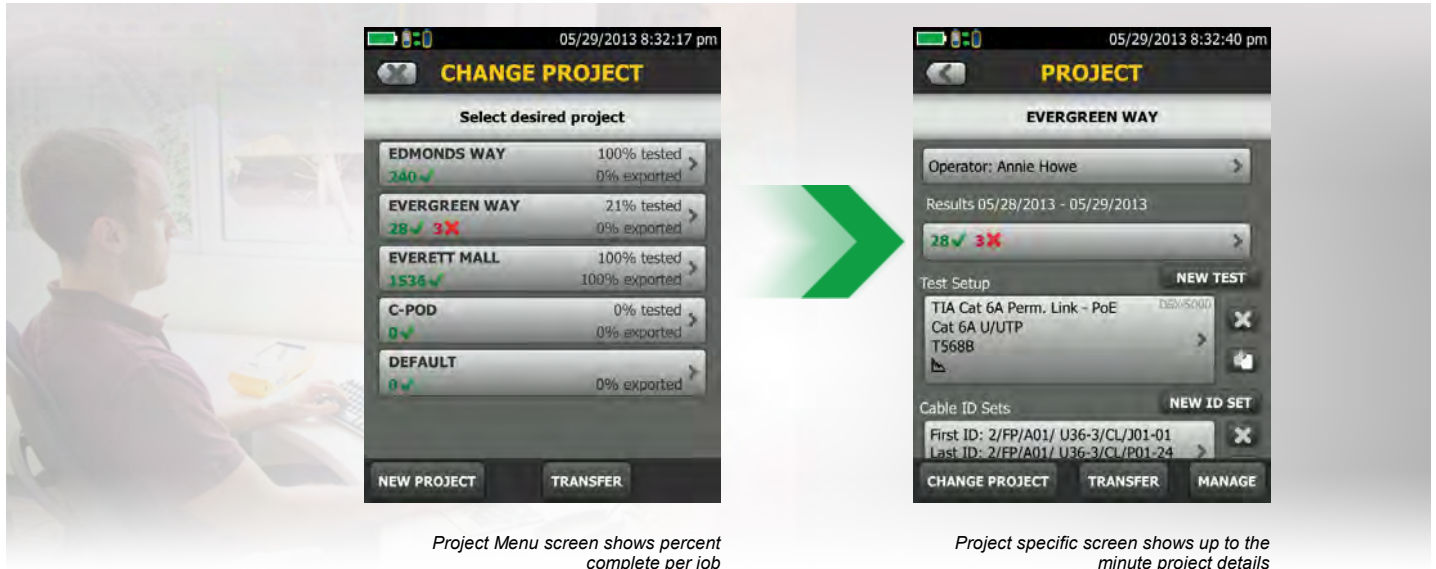 05/29/2013 8:32:17 pm
CHANGE PROJECT
Select desired project
EDMONDS WAY 100% tested
240 0% exported
EVERGREEN WAY 21% tested
28 3 0% exported
EVERETT MALL 100% tested
1536 100% exported
C-POD 0% tested
0 0% exported
DEFAULT
0 0% exported
NEW PROJECT TRANSFER
Project Menu screen shows percent
complete per job
05/29/2013 8:32:40 pm
PROJECT
EVERGREEN WAY
Operator: Annie Howe
Results 05/28/2013 - 05/29/2013
28 3
NEW TEST
Test Setup
TIA Cat 6A Perm. Link - PoE DSX-5000
Cat 6A U/UTP
T568B
NEW ID SET
Cable ID Sets
First ID: 2/FP/A01/ U36-3/CL/J01-01
Last ID: 2/FP/A01/ U36-3/CL/P01-24
CHANGE PROJECT TRANSFER MANAGE
Project specific screen shows up to the
minute project details